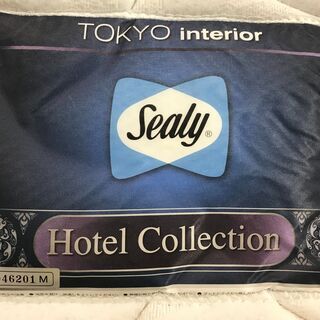 TOKYO interior
Sealy®
Hotel Collection
46201 M